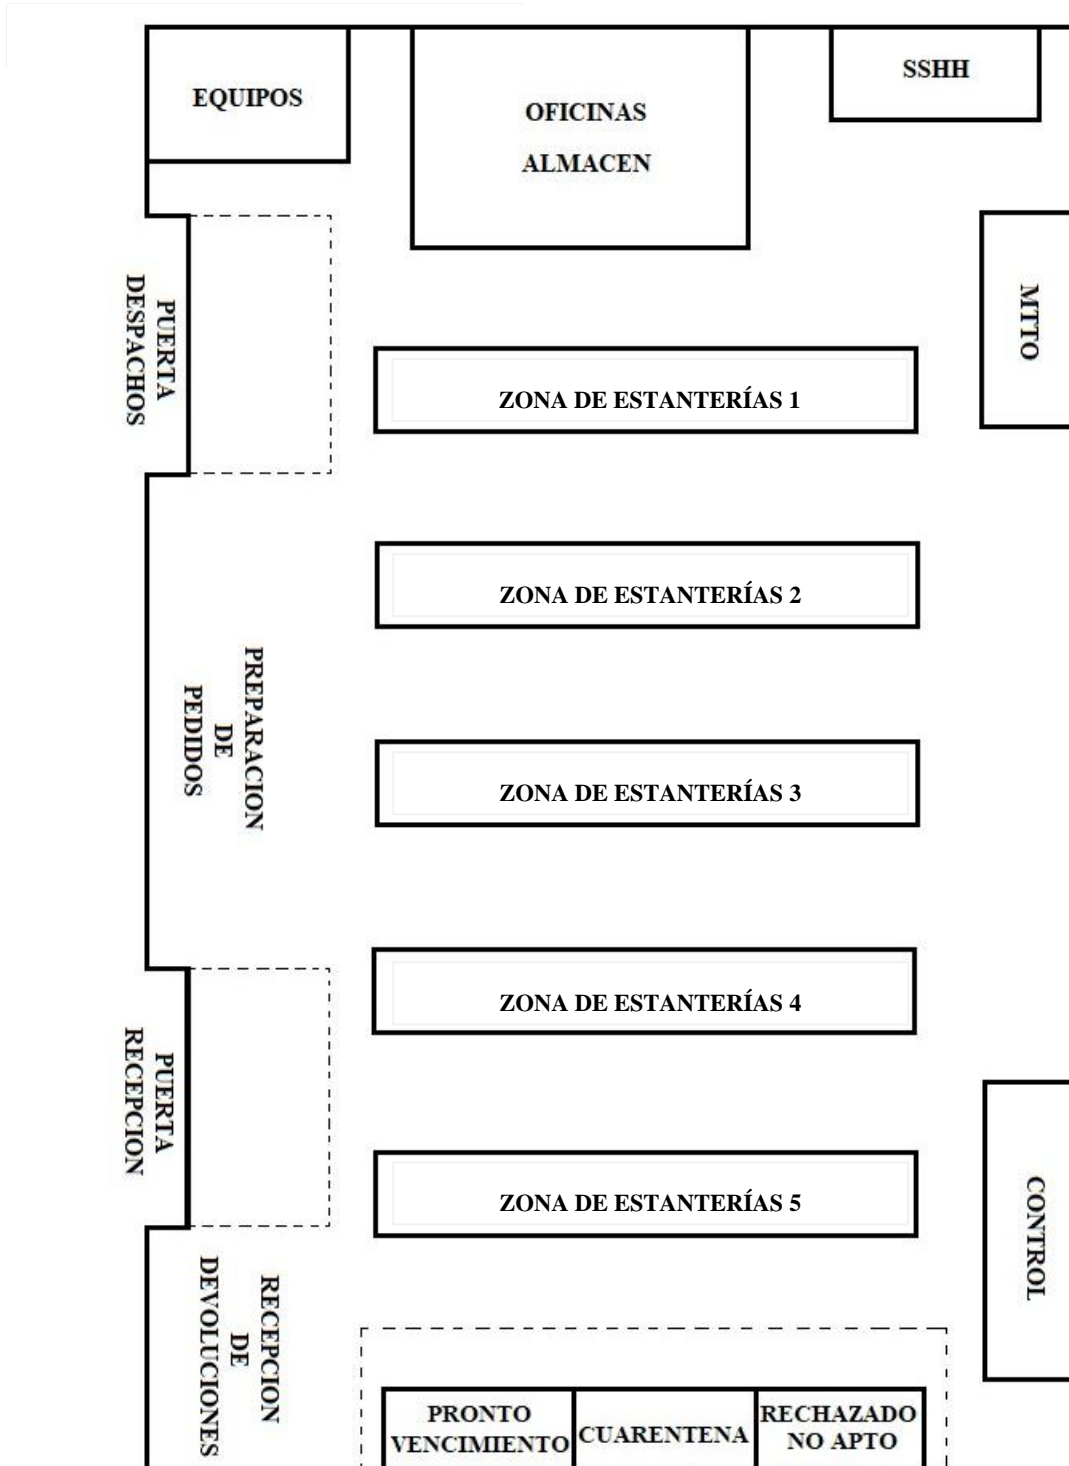 EQUIPOS
OFICINAS
ALMACEN
SSHH
PUERTA
DESPACHOS
MTTO
ZONA DE ESTANTERÍAS 1
ZONA DE ESTANTERÍAS 2
PREPARACION
DE
PEDIDOS
ZONA DE ESTANTERÍAS 3
ZONA DE ESTANTERÍAS 4
PUERTA
RECEPCION
ZONA DE ESTANTERÍAS 5
CONTROL
RECEPCION
DE
DEVOLUCIONES
PRONTO
VENCIMIENTO
CUARENTENA
RECHAZADO
NO APTO